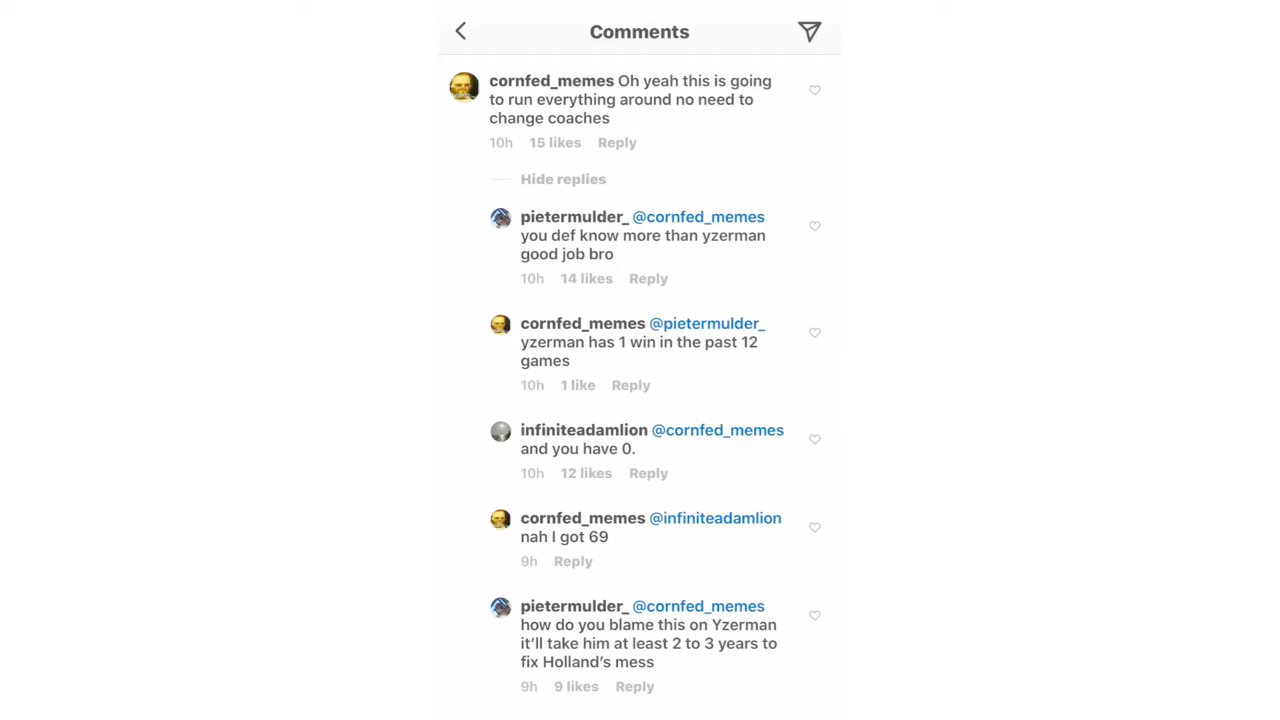 Comments
cornfed_memes Oh yeah this is going
to run everything around no need to
change coaches
10h 15 likes Reply
Hide replies
pietermulder_ @cornfed_memes
you def know more than yzerman
good job bro
10h 14 likes Reply
cornfed_memes @pietermulder_
yzerman has 1 win in the past 12
games
10h 1 like Reply
infiniteadamlion @cornfed_memes
and you have 0.
10h 12 likes Reply
cornfed_memes @infiniteadamlion
nah I got 69
9h Reply
pietermulder_ @cornfed_memes
how do you blame this on Yzerman
it’ll take him at least 2 to 3 years to
fix Holland’s mess
9h 9 likes Reply